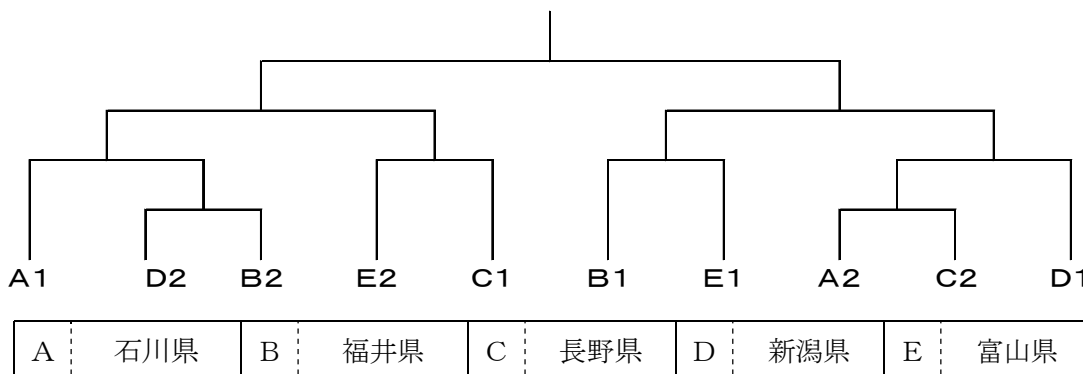 A1 D2 B2 E2 C1 B1 E1 A2 C2 D1
A 石川県 B 福井県 C 長野県 D 新潟県 E 富山県